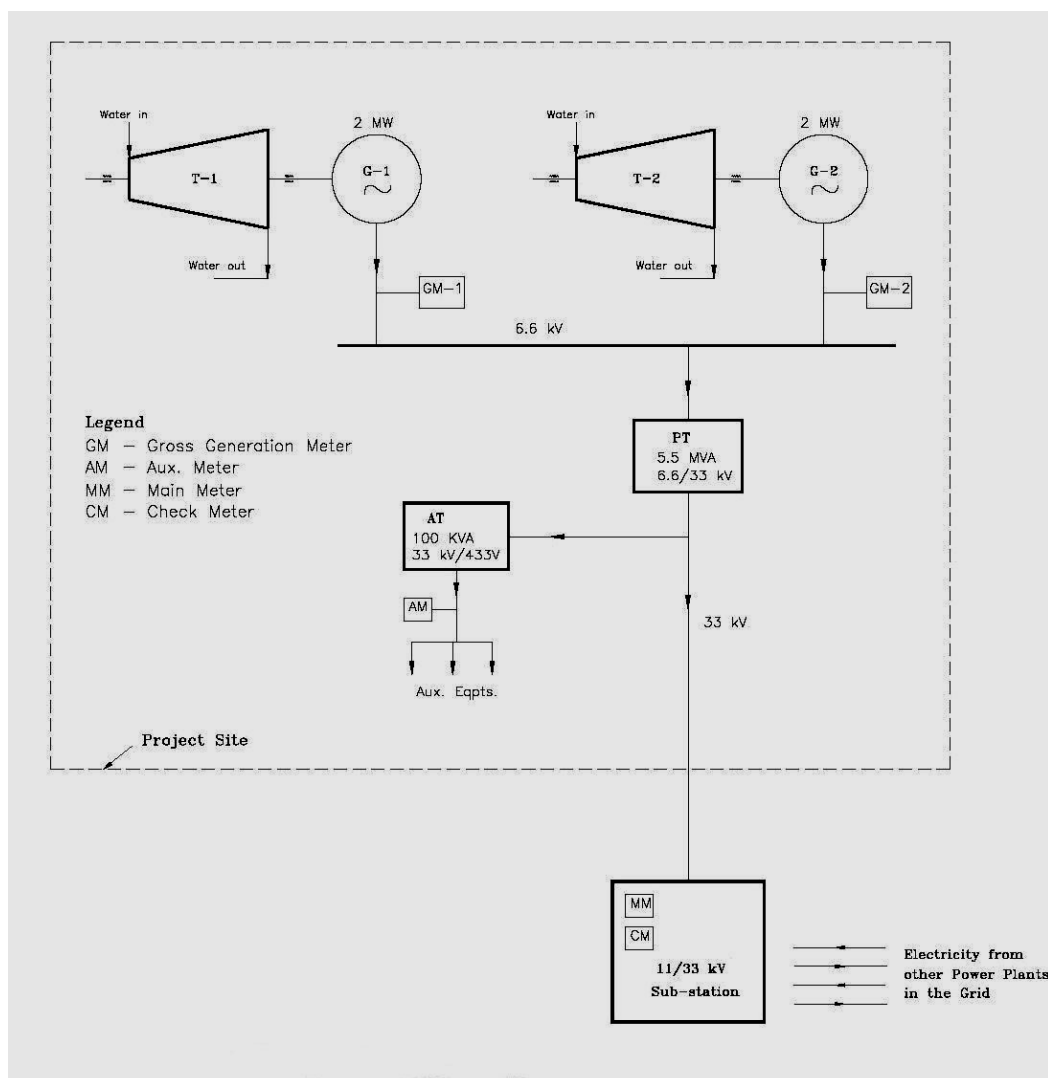 Water in
2 MW
T-1
G-1
Water out
GM-1
Water in
2 MW
T-2
G-2
Water out
GM-2
6.6 kV
Legend
GM – Gross Generation Meter
AM – Aux. Meter
MM – Main Meter
CM – Check Meter
PT
5.5 MVA
6.6/33 kV
AT
100 KVA
33 kV/433V
AM
Aux. Eqpts.
33 kV
Project Site
MM
CM
11/33 kV
Sub-station
Electricity from
other Power Plants
in the Grid